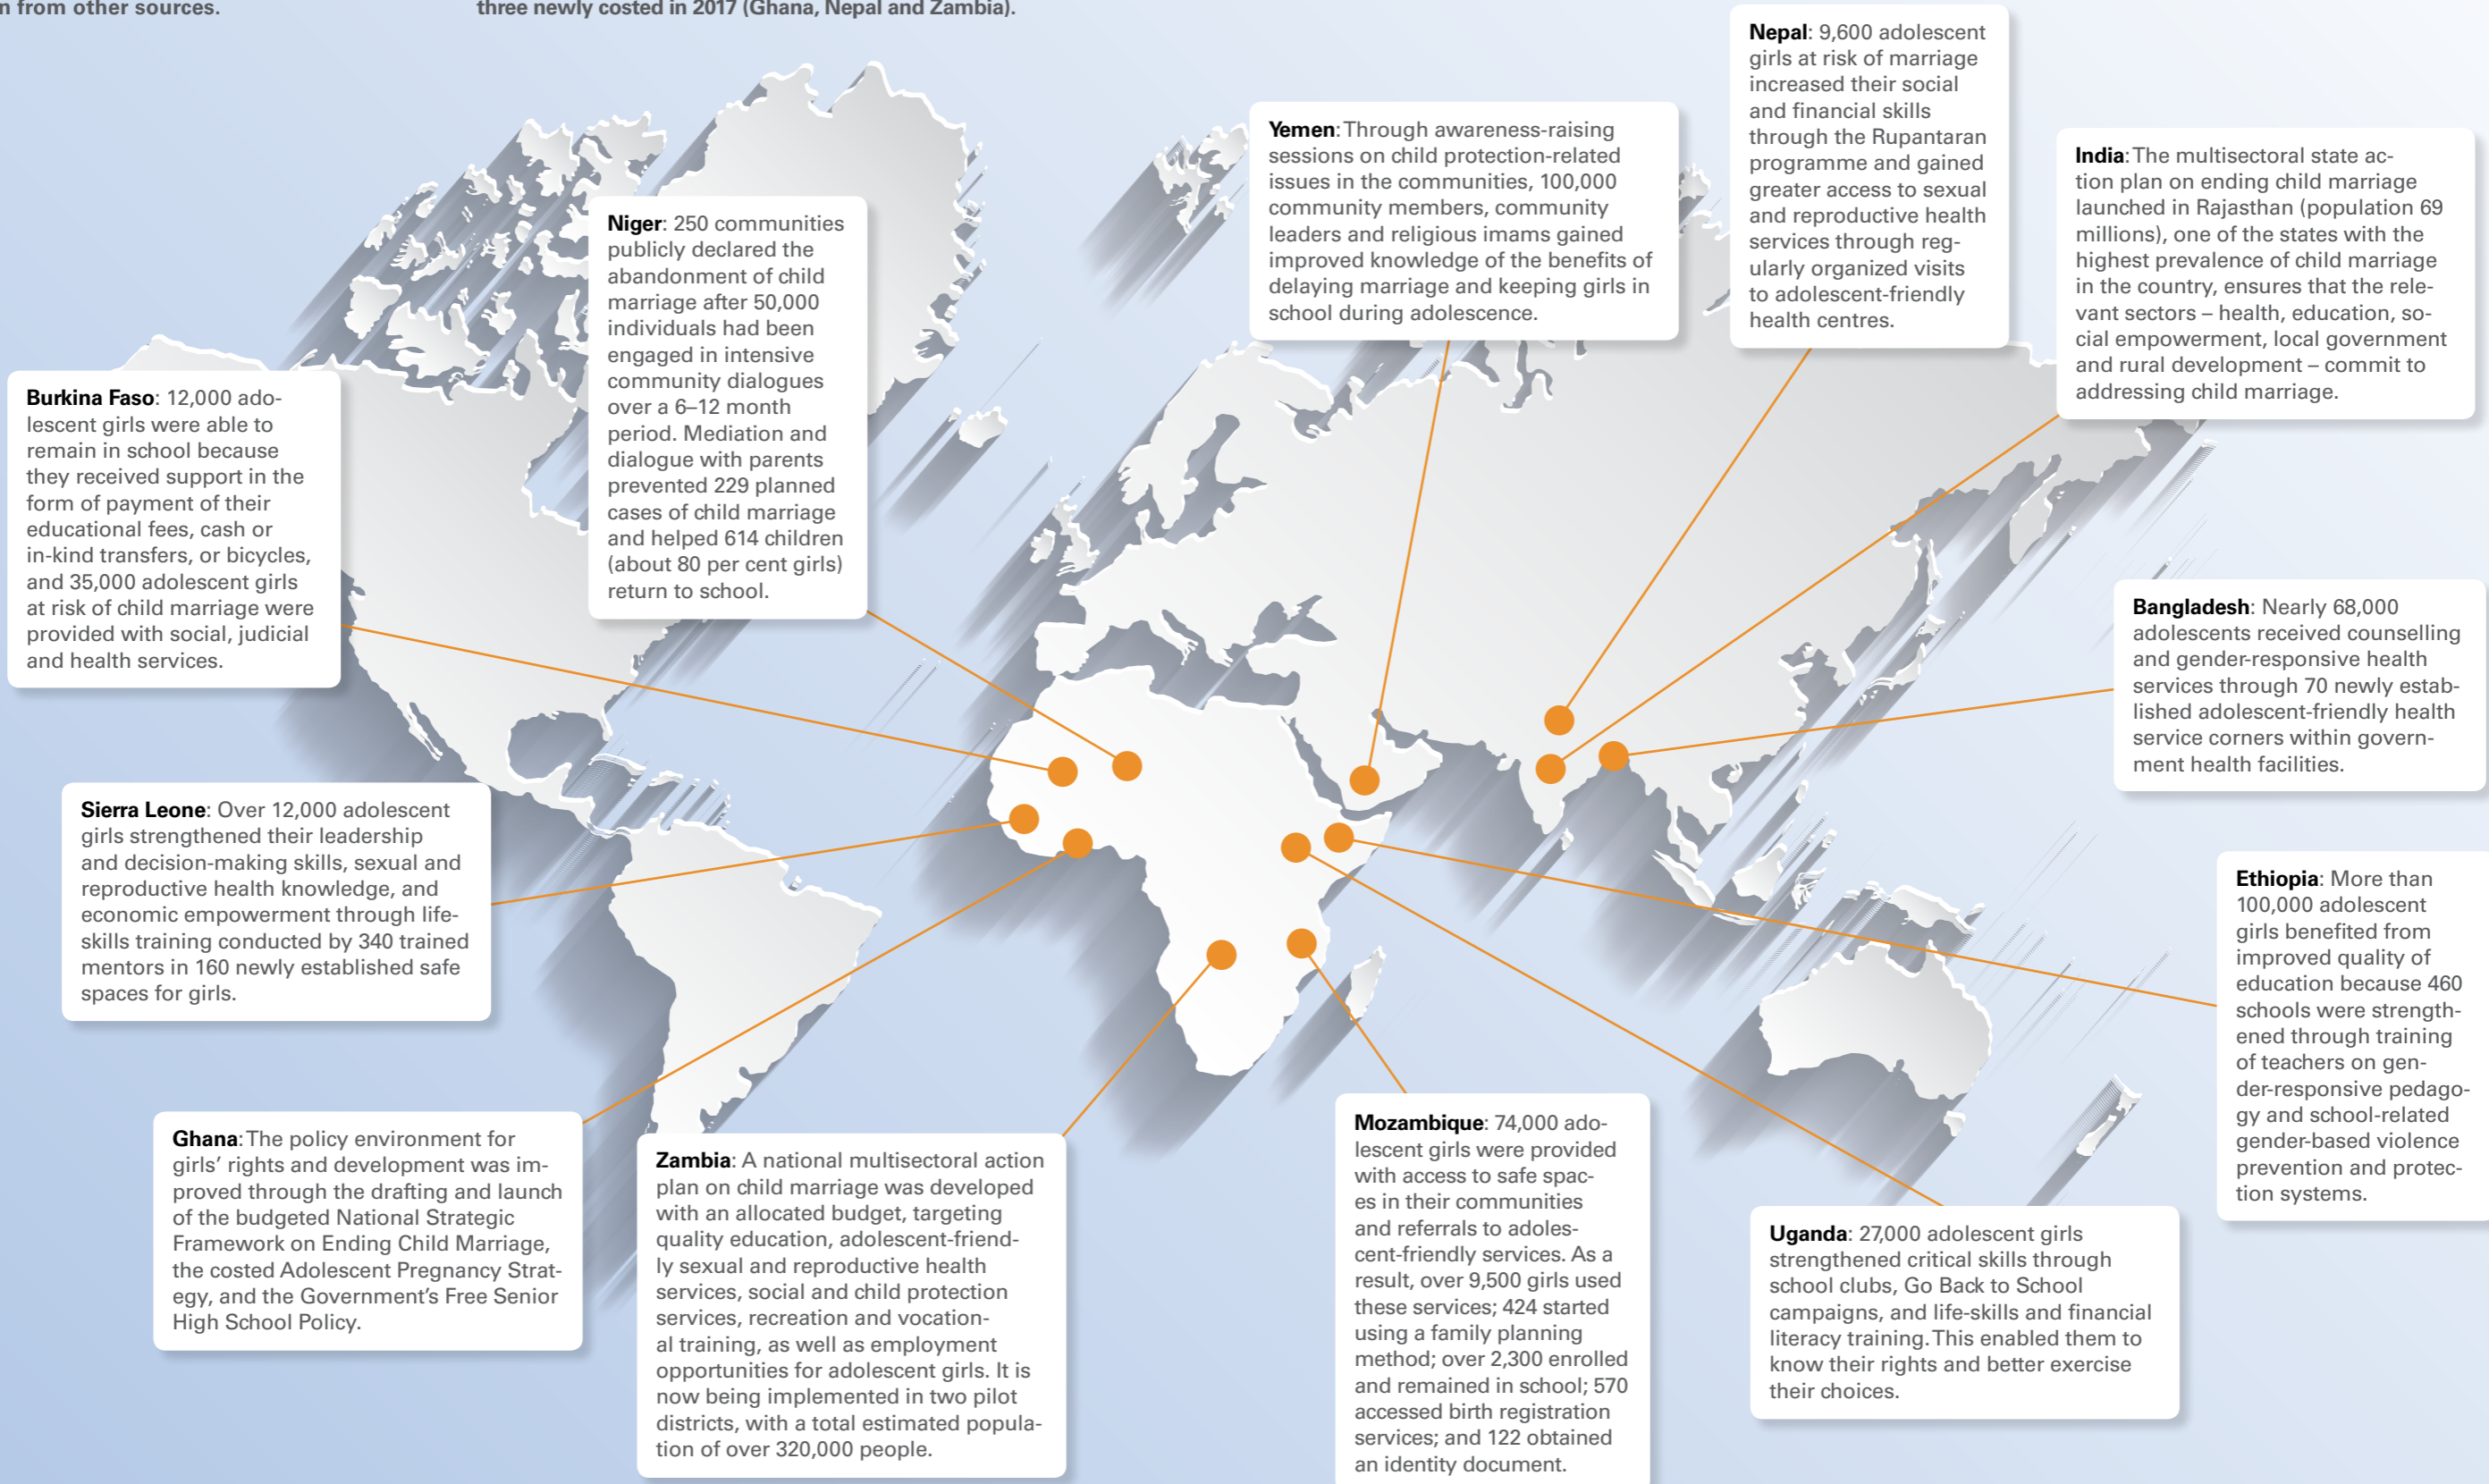 n from other sources.
three newly costed in 2017 (Ghana, Nepal and Zambia).
Nepal: 9,600 adolescent
girls at risk of marriage
increased their social
and financial skills
through the Rupantaran
programme and gained
greater access to sexual
and reproductive health
services through reg-
ularly organized visits
to adolescent-friendly
health centres.
Yemen: Through awareness-raising
sessions on child protection-related
issues in the communities, 100,000
community members, community
leaders and religious imams gained
improved knowledge of the benefits of
delaying marriage and keeping girls in
school during adolescence.
India: The multisectoral state ac-
tion plan on ending child marriage
launched in Rajasthan (population 69
millions), one of the states with the
highest prevalence of child marriage
in the country, ensures that the rele-
vant sectors – health, education, so-
cial empowerment, local government
and rural development – commit to
addressing child marriage.
Niger: 250 communities
publicly declared the
abandonment of child
marriage after 50,000
individuals had been
engaged in intensive
community dialogues
over a 6–12 month
period. Mediation and
dialogue with parents
prevented 229 planned
cases of child marriage
and helped 614 children
(about 80 per cent girls)
return to school.
Burkina Faso: 12,000 ado-
lescent girls were able to
remain in school because
they received support in the
form of payment of their
educational fees, cash or
in-kind transfers, or bicycles,
and 35,000 adolescent girls
at risk of child marriage were
provided with social, judicial
and health services.
Bangladesh: Nearly 68,000
adolescents received counselling
and gender-responsive health
services through 70 newly estab-
lished adolescent-friendly health
service corners within govern-
ment health facilities.
Sierra Leone: Over 12,000 adolescent
girls strengthened their leadership
and decision-making skills, sexual and
reproductive health knowledge, and
economic empowerment through life-
skills training conducted by 340 trained
mentors in 160 newly established safe
spaces for girls.
Ethiopia: More than
100,000 adolescent
girls benefited from
improved quality of
education because 460
schools were strength-
ened through training
of teachers on gen-
der-responsive pedago-
gy and school-related
gender-based violence
prevention and protec-
tion systems.
Ghana: The policy environment for
girls’ rights and development was im-
proved through the drafting and launch
of the budgeted National Strategic
Framework on Ending Child Marriage,
the costed Adolescent Pregnancy Strat-
egy, and the Government’s Free Senior
High School Policy.
Zambia: A national multisectoral action
plan on child marriage was developed
with an allocated budget, targeting
quality education, adolescent-friend-
ly sexual and reproductive health
services, social and child protection
services, recreation and vocation-
al training, as well as employment
opportunities for adolescent girls. It is
now being implemented in two pilot
districts, with a total estimated popula-
tion of over 320,000 people.
Mozambique: 74,000 ado-
lescent girls were provided
with access to safe spac-
es in their communities
and referrals to adoles-
cent-friendly services. As a
result, over 9,500 girls used
these services; 424 started
using a family planning
method; over 2,300 enrolled
and remained in school; 570
accessed birth registration
services; and 122 obtained
an identity document.
Uganda: 27,000 adolescent girls
strengthened critical skills through
school clubs, Go Back to School
campaigns, and life-skills and financial
literacy training. This enabled them to
know their rights and better exercise
their choices.